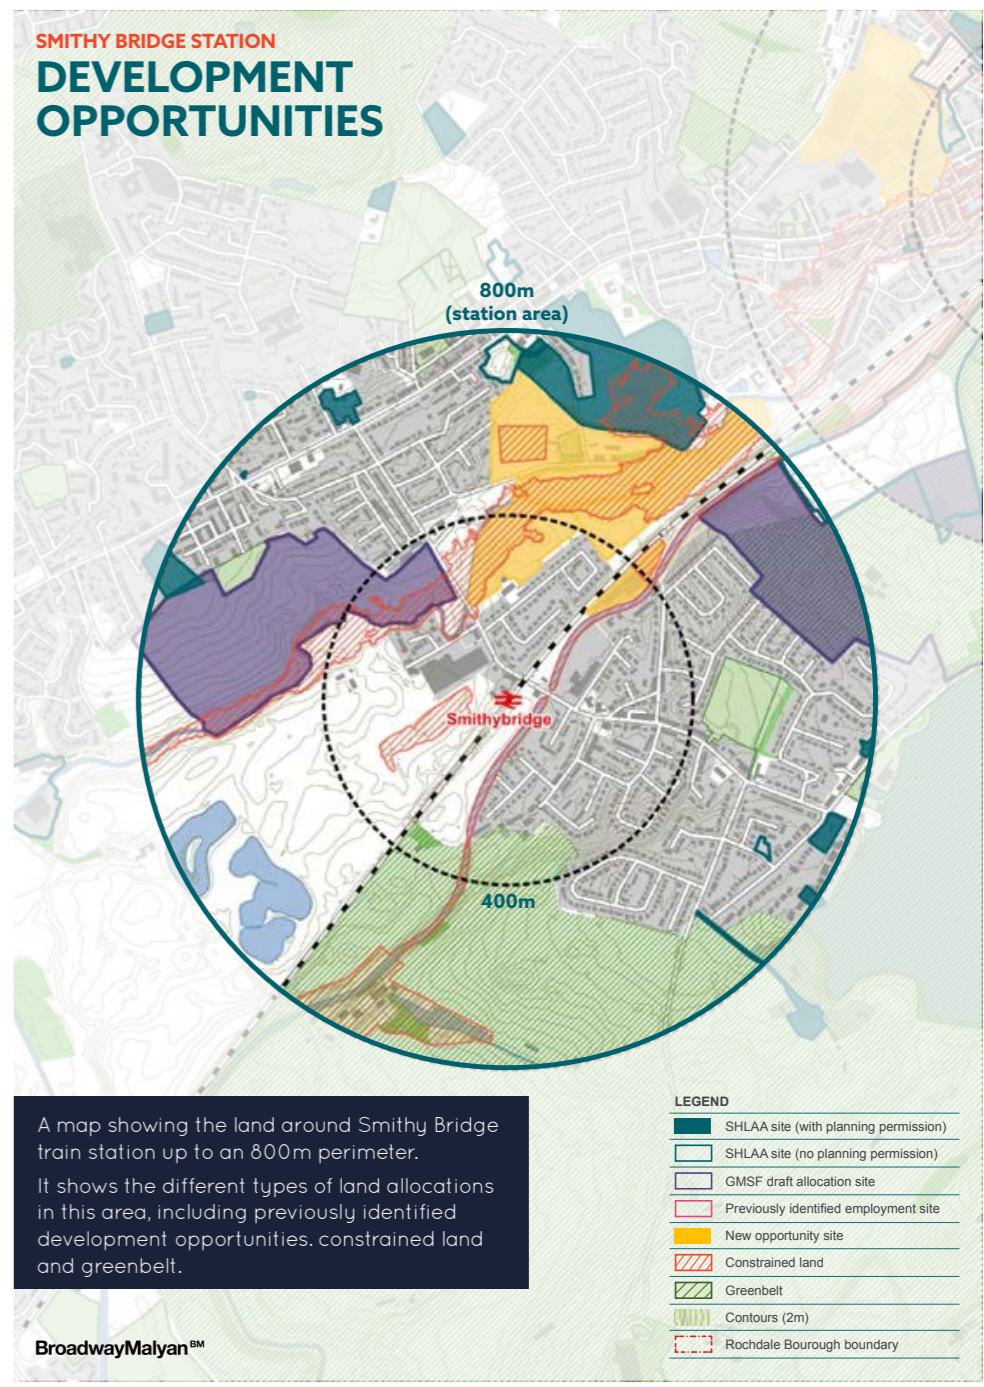 SMITHY BRIDGE STATION
DEVELOPMENT
OPPORTUNITIES
800m
(station area)
Smithybridge
400m
A map showing the land around Smithy Bridge
train station up to an 800m perimeter.
It shows the different types of land allocations
in this area, including previously identified
development opportunities. constrained land
and greenbelt.
LEGEND
SHLAA site (with planning permission)
SHLAA site (no planning permission)
GMSF draft allocation site
Previously identified employment site
New opportunity site
Constrained land
Greenbelt
Contours (2m)
Rochdale Bourough boundary
BroadwayMalyan BM